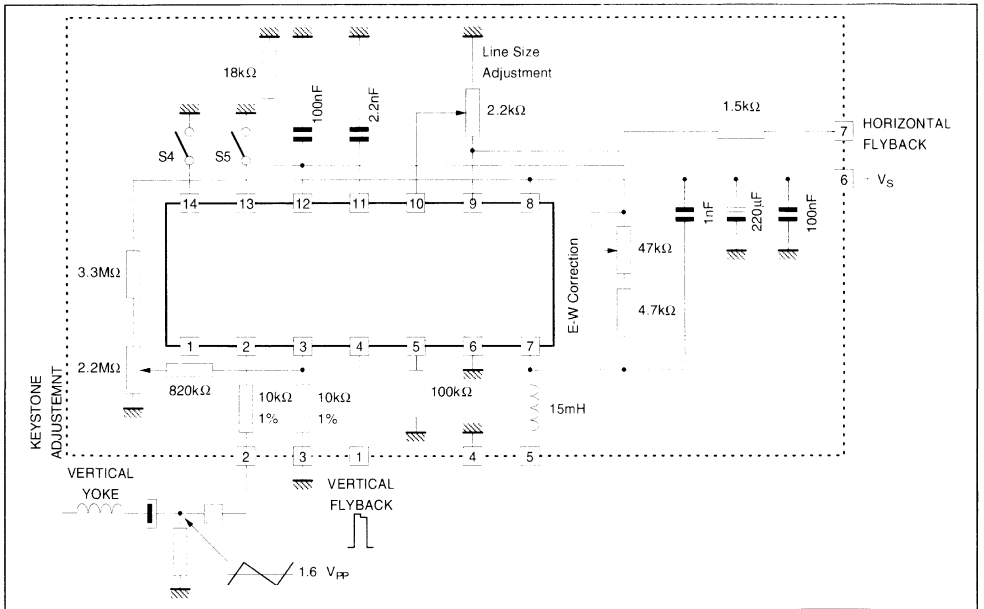 Line Size
Adjustment
18kΩ
100nF
2.2nF
2.2kΩ
1.5kΩ
7
HORIZONTAL
FLYBACK
S4
S5
6
VS
14
13
12
11
10
9
8
1nF
220µF
100nF
3.3MΩ
47kΩ
E-W Correction
4.7kΩ
1
2
3
4
5
6
7
2.2MΩ
820kΩ
10kΩ
1%
10kΩ
1%
100kΩ
15mH
KEYSTONE
ADJUSTEMNT
2
3
1
4
5
VERTICAL
YOKE
VERTICAL
FLYBACK
1.6 VPP